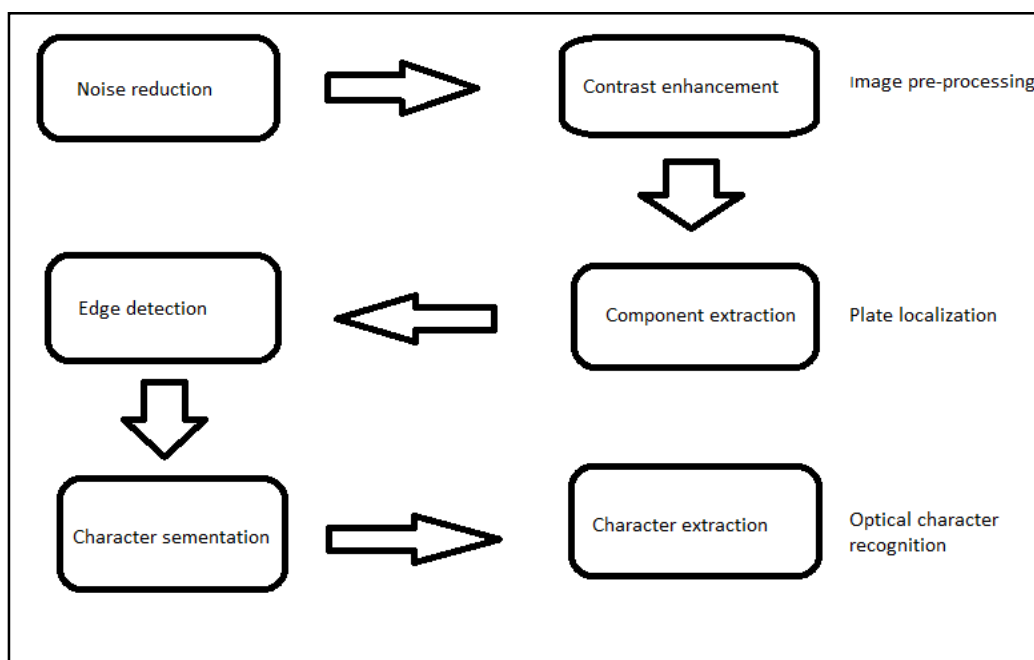 Noise reduction
Contrast enhancement
Image pre-processing
Edge detection
Component extraction
Plate localization
Character sementation
Character extraction
Optical character
recognition